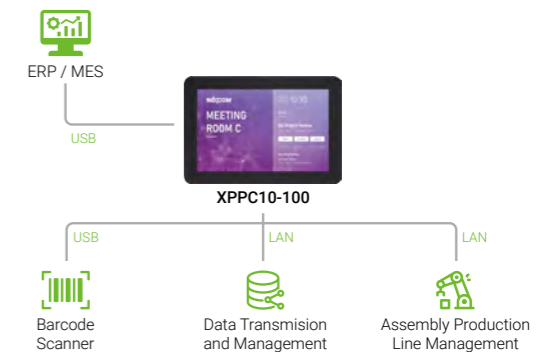 ERP / MES
USB
MEETING
ROOM C
XPPC10-100
USB
LAN
LAN
Barcode
Scanner
Data Transmision
and Management
Assembly Production
Line Management